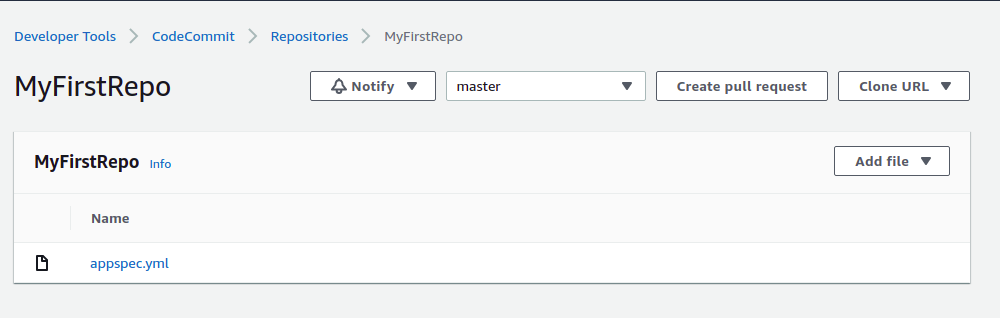 Developer Tools > CodeCommit > Repositories > MyFirstRepo
MyFirstRepo Notify master Create pull request Clone URL
MyFirstRepo Info Add file
Name
appspec.yml